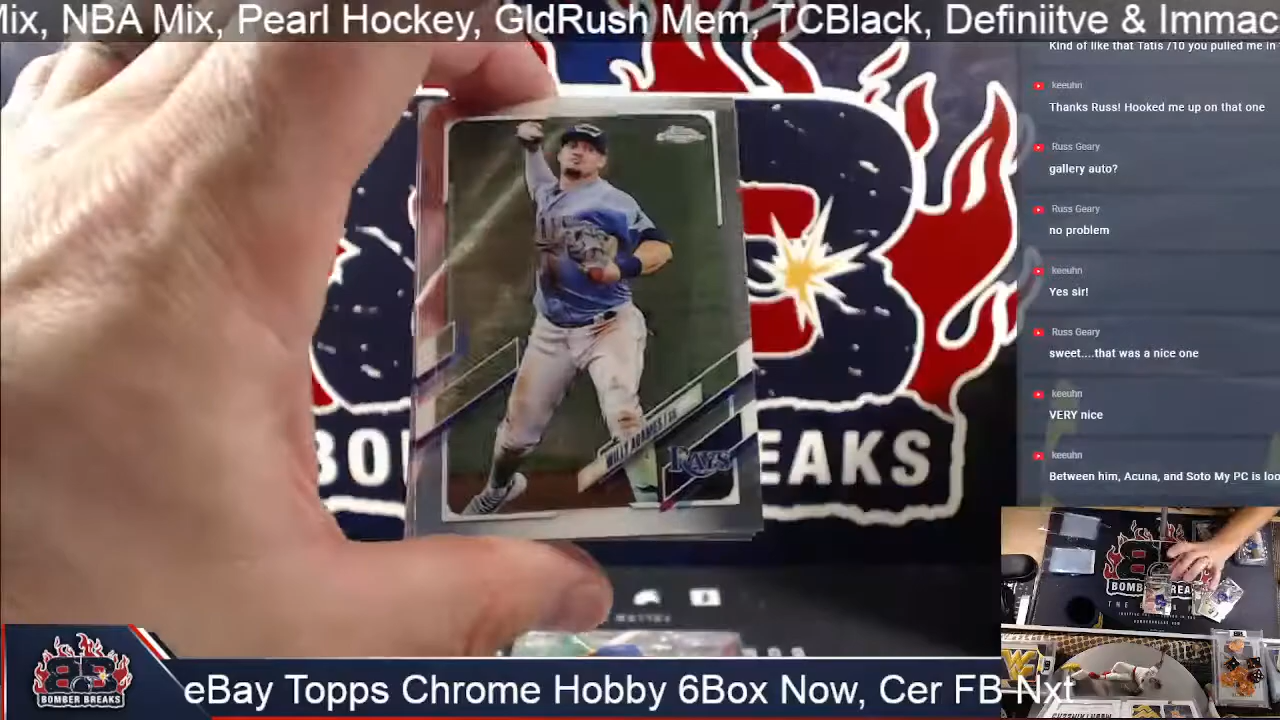 Mix, NBA Mix, Pearl Hockey, GldRush Mem, TCBlack, Definiitve & Immac
Kind of like that Tatis /10 you pulled me in
keeuhn
Thanks Russ! Hooked me up on that one
Russ Geary
gallery auto?
Russ Geary
no problem
keeuhn
Yes sir!
Russ Geary
sweet....that was a nice one
keeuhn
VERY nice
keeuhn
Between him, Acuna, and Soto My PC is loo
WILLY ADAMES / SS
RAYS
BO
EAKS
BOMBER BREAKS
eBay Topps Chrome Hobby 6Box Now, Cer FB Nxt